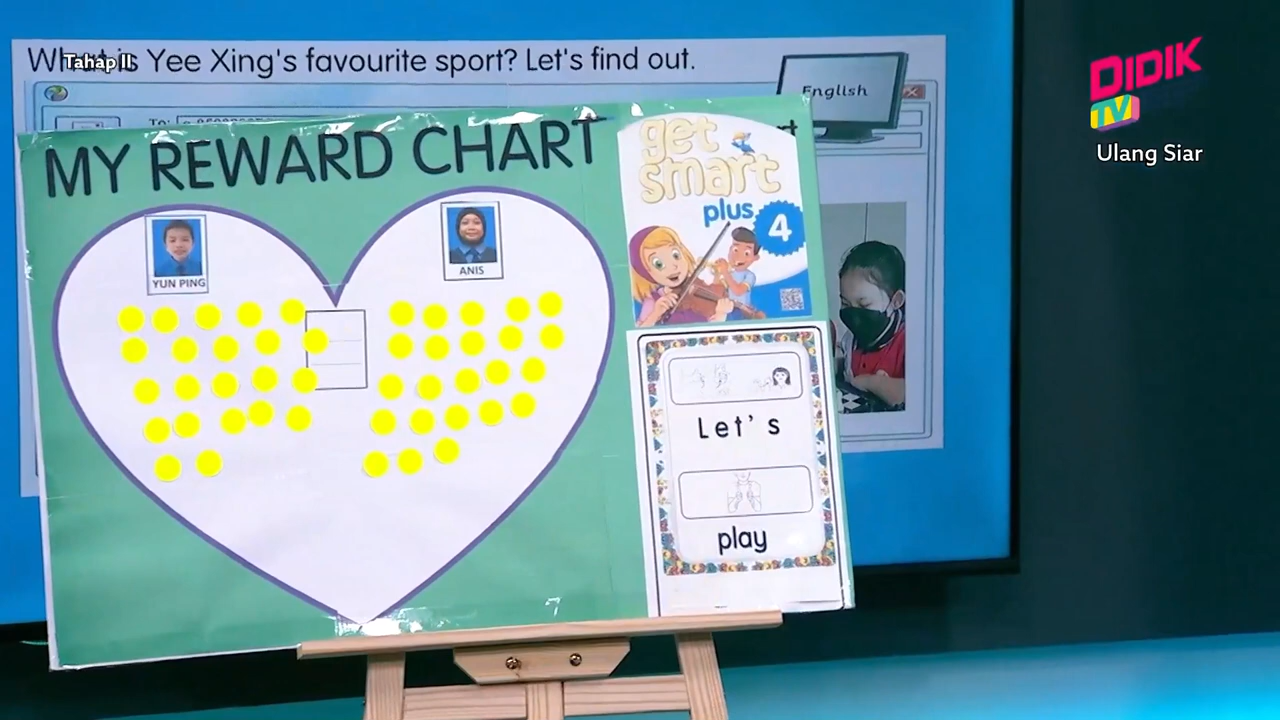 What is Yee Xing's favourite sport? Let's find out.
Tahap II
English
To:
DIDIK
TV
Ulang Siar
MY REWARD CHART
YUN PING
ANIS
get
smart
plus
4
Let's
play